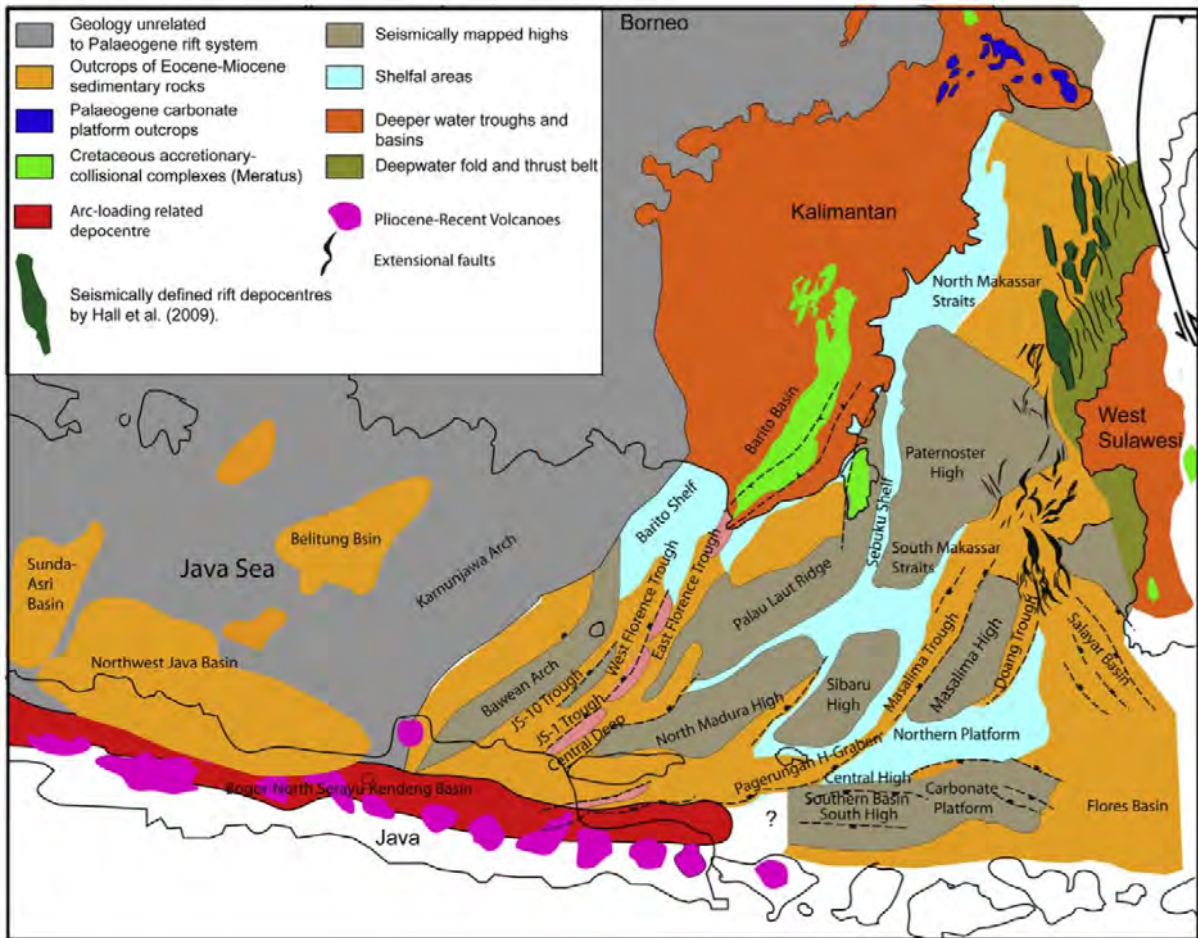 Geology unrelated
to Palaeogene rift system
Outcrops of Eocene-Miocene
sedimentary rocks
Palaeogene carbonate
platform outcrops
Cretaceous accretionary-
collisional complexes (Meratus)
Arc-loading related
depocentre
Seismically defined rift depocentres
by Hall et al. (2009).
Seismically mapped highs
Shelfal areas
Deeper water troughs and
basins
Deepwater fold and thrust belt
Pliocene-Recent Volcanoes
Extensional faults
Borneo
Kalimantan
North Makassar
Straits
West
Sulawesi
Barito Basin
Paternoster
High
Sebuku Shelf
South Makassar
Straits
Barito Shelf
Belitung Bsin
Sunda-
Asri
Basin
Java Sea
Karnunjawa Arch
Northwest Java Basin
Bawean Arch
JS-10 Trough
West Florence Trough
East Florence Trough
JS-1 Trough
Central Deep
Palau Laut Ridge
North Madura High
Sibaru
High
Masalima Trough
Masalima High
Doang Trough
Salayar Basin
Northern Platform
Pagerungan H-Graben
Central High
Southern Basin
South High
Carbonate
Platform
Flores Basin
Bogor North Serayu Kendeng Basin
Java
?